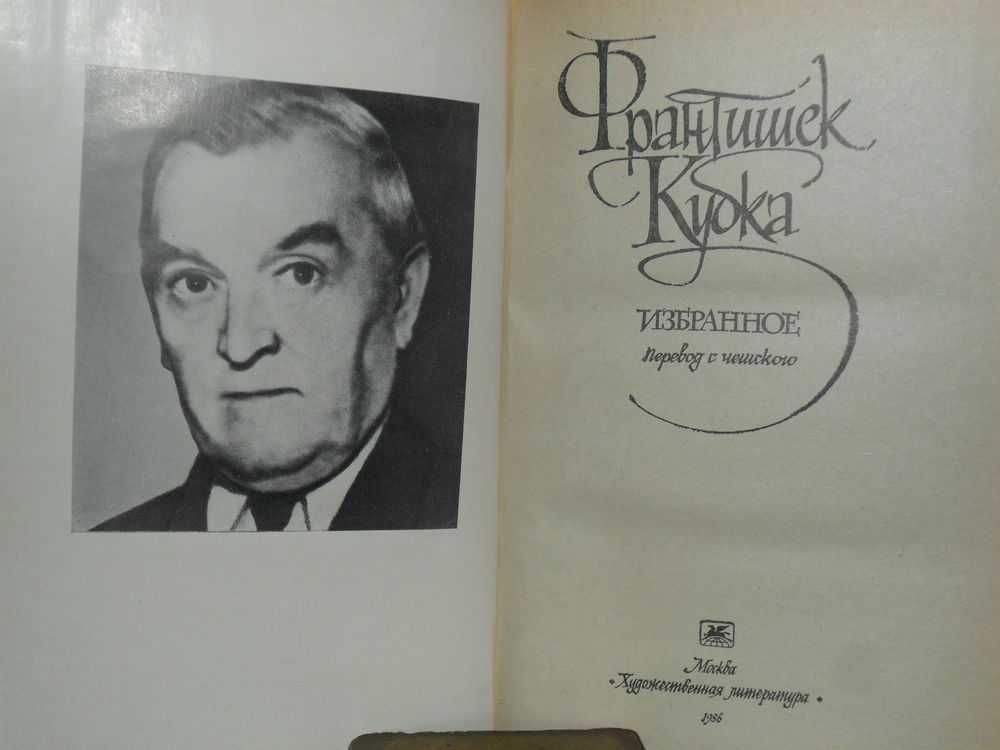 Франтишек
Кубка
ИЗБРАННОЕ
Перевод с чешского
Москва
«Художественная литература»
1986